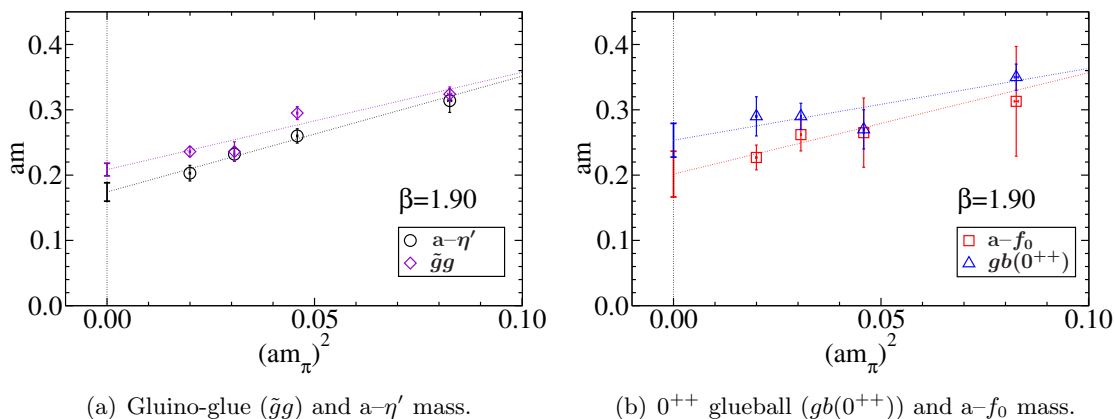 0.4
0.3
0.2
0.1
0.0
am
β=1.90
a–η′
g̃g
0.00
0.05
0.10
(amπ)²
(a) Gluino-glue (g̃g) and a–η′ mass.
0.4
0.3
0.2
0.1
0.0
am
β=1.90
a–f₀
gb(0⁺⁺)
0.00
0.05
0.10
(amπ)²
(b) 0⁺⁺ glueball (gb(0⁺⁺)) and a–f₀ mass.